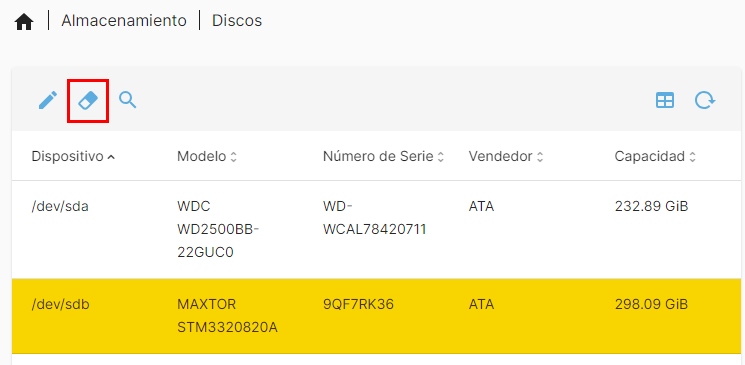 Almacenamiento | Discos
Dispositivo Modelo Número de Serie Vendedor Capacidad
/dev/sda WDC WD- ATA 232.89 GiB
WD2500BB- WCAL78420711
22GUC0
/dev/sdb MAXTOR 9QF7RK36 ATA 298.09 GiB
STM3320820A